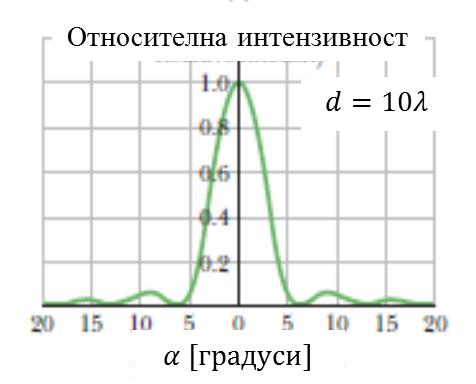 Относителна интензивност
1.0
d = 10λ
0.8
0.6
0.4
0.2
20 15 10 5 0 5 10 15 20
α [градуси]